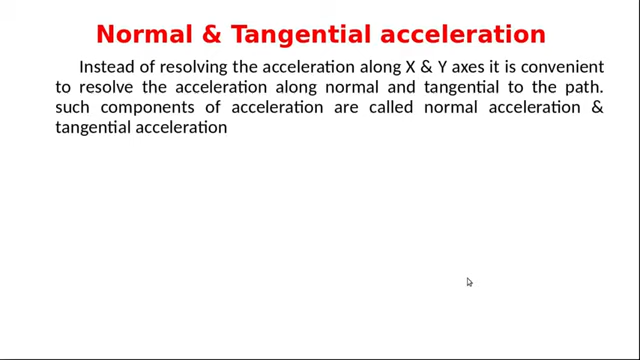 Normal & Tangential acceleration
Instead of resolving the acceleration along X & Y axes it is convenient
to resolve the acceleration along normal and tangential to the path.
such components of acceleration are called normal acceleration &
tangential acceleration